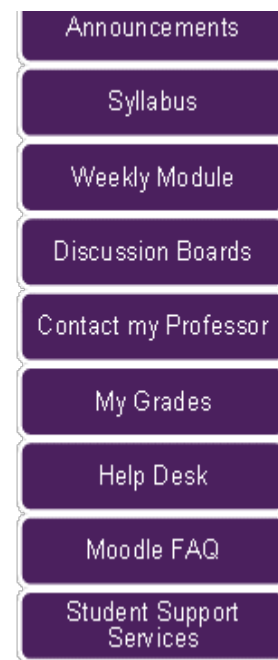 Announcements
Syllabus
Weekly Module
Discussion Boards
Contact my Professor
My Grades
Help Desk
Moodle FAQ
Student Support
Services